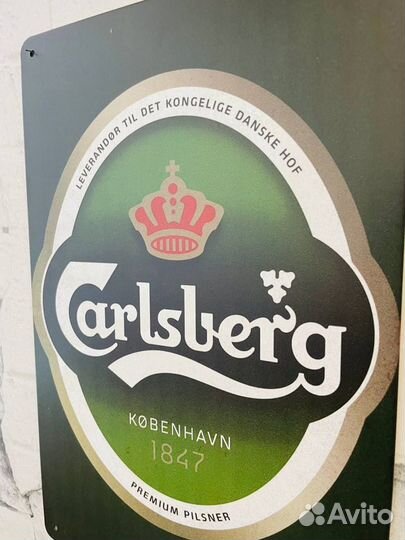 LEVERANDØR TIL DET KONGELIGE DANSKE HOF
Carlsberg
KØBENHAVN
1847
PREMIUM PILSNER
Avito